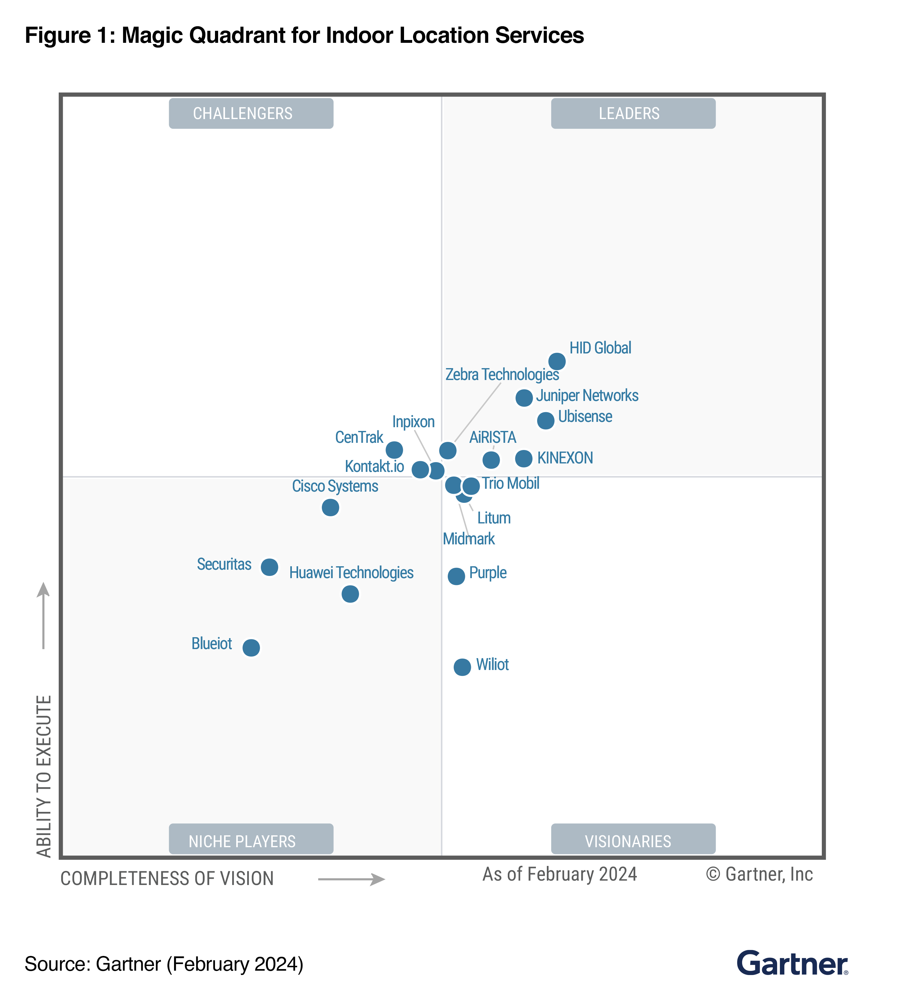 Figure 1: Magic Quadrant for Indoor Location Services
CHALLENGERS
LEADERS
HID Global
Zebra Technologies
Juniper Networks
Ubisense
Inpixon
CenTrak
AiRISTA
KINEXON
Kontakt.io
Cisco Systems
Trio Mobil
Litum
Midmark
Securitas
Huawei Technologies
Purple
Blueiot
Wiliot
ABILITY TO EXECUTE
NICHE PLAYERS
VISIONARIES
COMPLETENESS OF VISION
As of February 2024
© Gartner, Inc
Source: Gartner (February 2024)
Gartner®